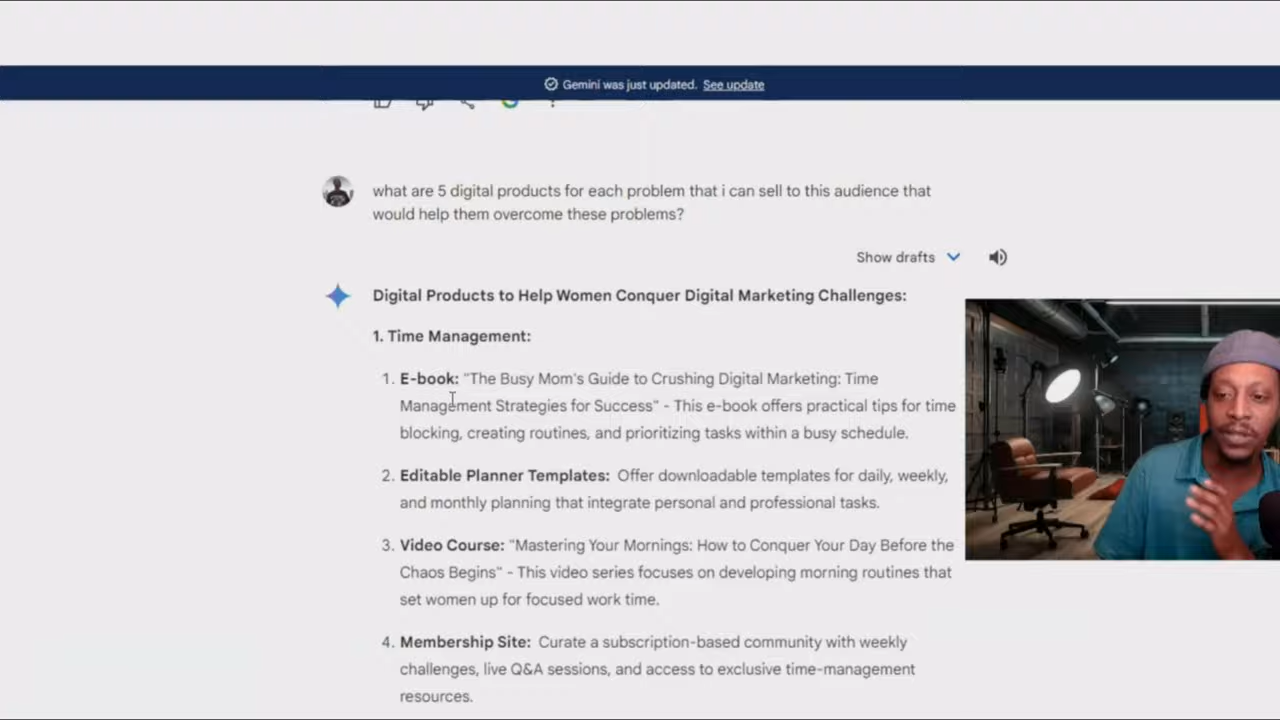 Gemini was just updated. See update
what are 5 digital products for each problem that i can sell to this audience that
would help them overcome these problems?
Show drafts
Digital Products to Help Women Conquer Digital Marketing Challenges:
1. Time Management:
1. E-book: "The Busy Mom's Guide to Crushing Digital Marketing: Time
Management Strategies for Success" - This e-book offers practical tips for time
blocking, creating routines, and prioritizing tasks within a busy schedule.
2. Editable Planner Templates: Offer downloadable templates for daily, weekly,
and monthly planning that integrate personal and professional tasks.
3. Video Course: "Mastering Your Mornings: How to Conquer Your Day Before the
Chaos Begins" - This video series focuses on developing morning routines that
set women up for focused work time.
4. Membership Site: Curate a subscription-based community with weekly
challenges, live Q&A sessions, and access to exclusive time-management
resources.